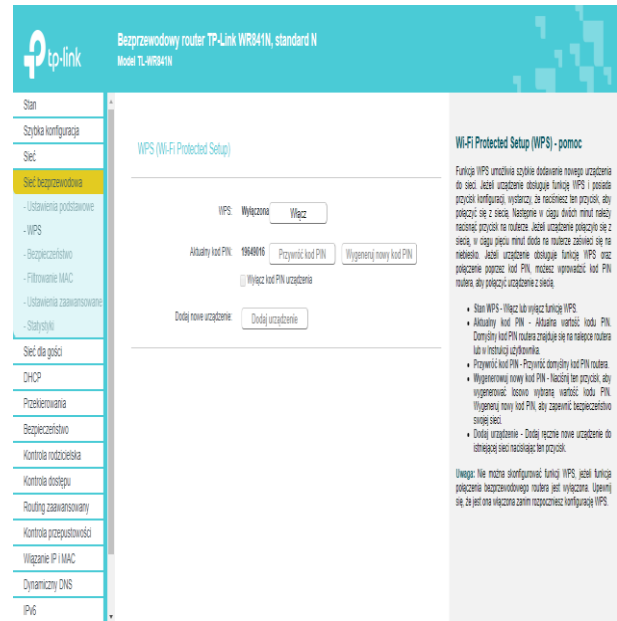 tp-link
Bezprzewodowy router TP-Link WR841N, standard N
Model TL-WR841N
Stan
Szybka konfiguracja
Sieć
Sieć bezprzewodowa
- Ustawienia podstawowe
- WPS
- Bezpieczeństwo
- Filtrowanie MAC
- Ustawienia zaawansowane
- Statystyki
Sieć dla gości
DHCP
Przekierowania
Bezpieczeństwo
Kontrola rodzicielska
Kontrola dostępu
Routing zaawansowany
Kontrola przepustowości
Wiązanie IP i MAC
Dynamiczny DNS
IPv6
WPS (Wi-Fi Protected Setup)
WPS: Wyłączona Włącz
Aktualny kod PIN: 19649016 Przywróć kod PIN Wygeneruj nowy kod PIN
Wyłącz kod PIN urządzenia
Dodaj nowe urządzenie: Dodaj urządzenie
Wi-Fi Protected Setup (WPS) - pomoc
Funkcja WPS umożliwia szybkie dodawanie nowego urządzenia
do sieci. Jeżeli urządzenie obsługuje funkcję WPS i posiada
przycisk konfiguracji, wystarczy, że naciśniesz ten przycisk, aby
połączyć się z siecią. Następnie w ciągu dwóch minut należy
nacisnąć przycisk na routerze. Jeżeli urządzenie połączyło się z
siecią, w ciągu pięciu minut dioda na routerze zaświeci się na
niebiesko. Jeżeli urządzenie obsługuje funkcję WPS oraz
połączenie poprzez kod PIN, możesz wprowadzić kod PIN
routera, aby połączyć urządzenie z siecią.
• Stan WPS - Włącz lub wyłącz funkcję WPS.
• Aktualny kod PIN - Aktualna wartość kodu PIN.
Domyślny kod PIN routera znajduje się na naklejce routera
lub w instrukcji użytkownika.
• Przywróć kod PIN - Przywróć domyślny kod PIN routera.
• Wygenerowuj nowy kod PIN - Naciśnij ten przycisk, aby
wygenerować losowo wybraną wartość kodu PIN.
Wygeneruj nowy kod PIN, aby zapewnić bezpieczeństwo
swojej sieci.
• Dodaj urządzenie - Dodaj ręcznie nowe urządzenie do
istniejącej sieci naciskając ten przycisk.
Uwaga: Nie można skonfigurować funkcji WPS, jeżeli funkcja
połączenia bezprzewodowego routera jest wyłączona. Upewnij
się, że jest ona włączona zanim rozpoczniesz konfigurację WPS.